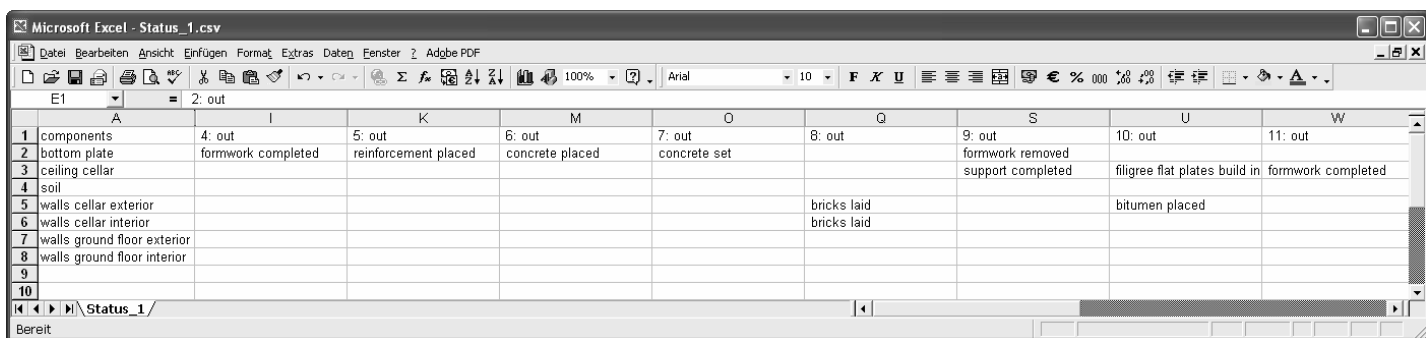 Microsoft Excel - Status_1.csv
Datei Bearbeiten Ansicht Einfügen Format Extras Daten Fenster ? Adobe PDF
100% Arial 10 F K U € % 000
E1 = 2: out
A I K M O Q S U W
1 components 4: out 5: out 6: out 7: out 8: out 9: out 10: out 11: out
2 bottom plate formwork completed reinforcement placed concrete placed concrete set formwork removed
3 ceiling cellar support completed filigree flat plates build in formwork completed
4 soil
5 walls cellar exterior bricks laid bitumen placed
6 walls cellar interior bricks laid
7 walls ground floor exterior
8 walls ground floor interior
9
10
Status_1
Bereit